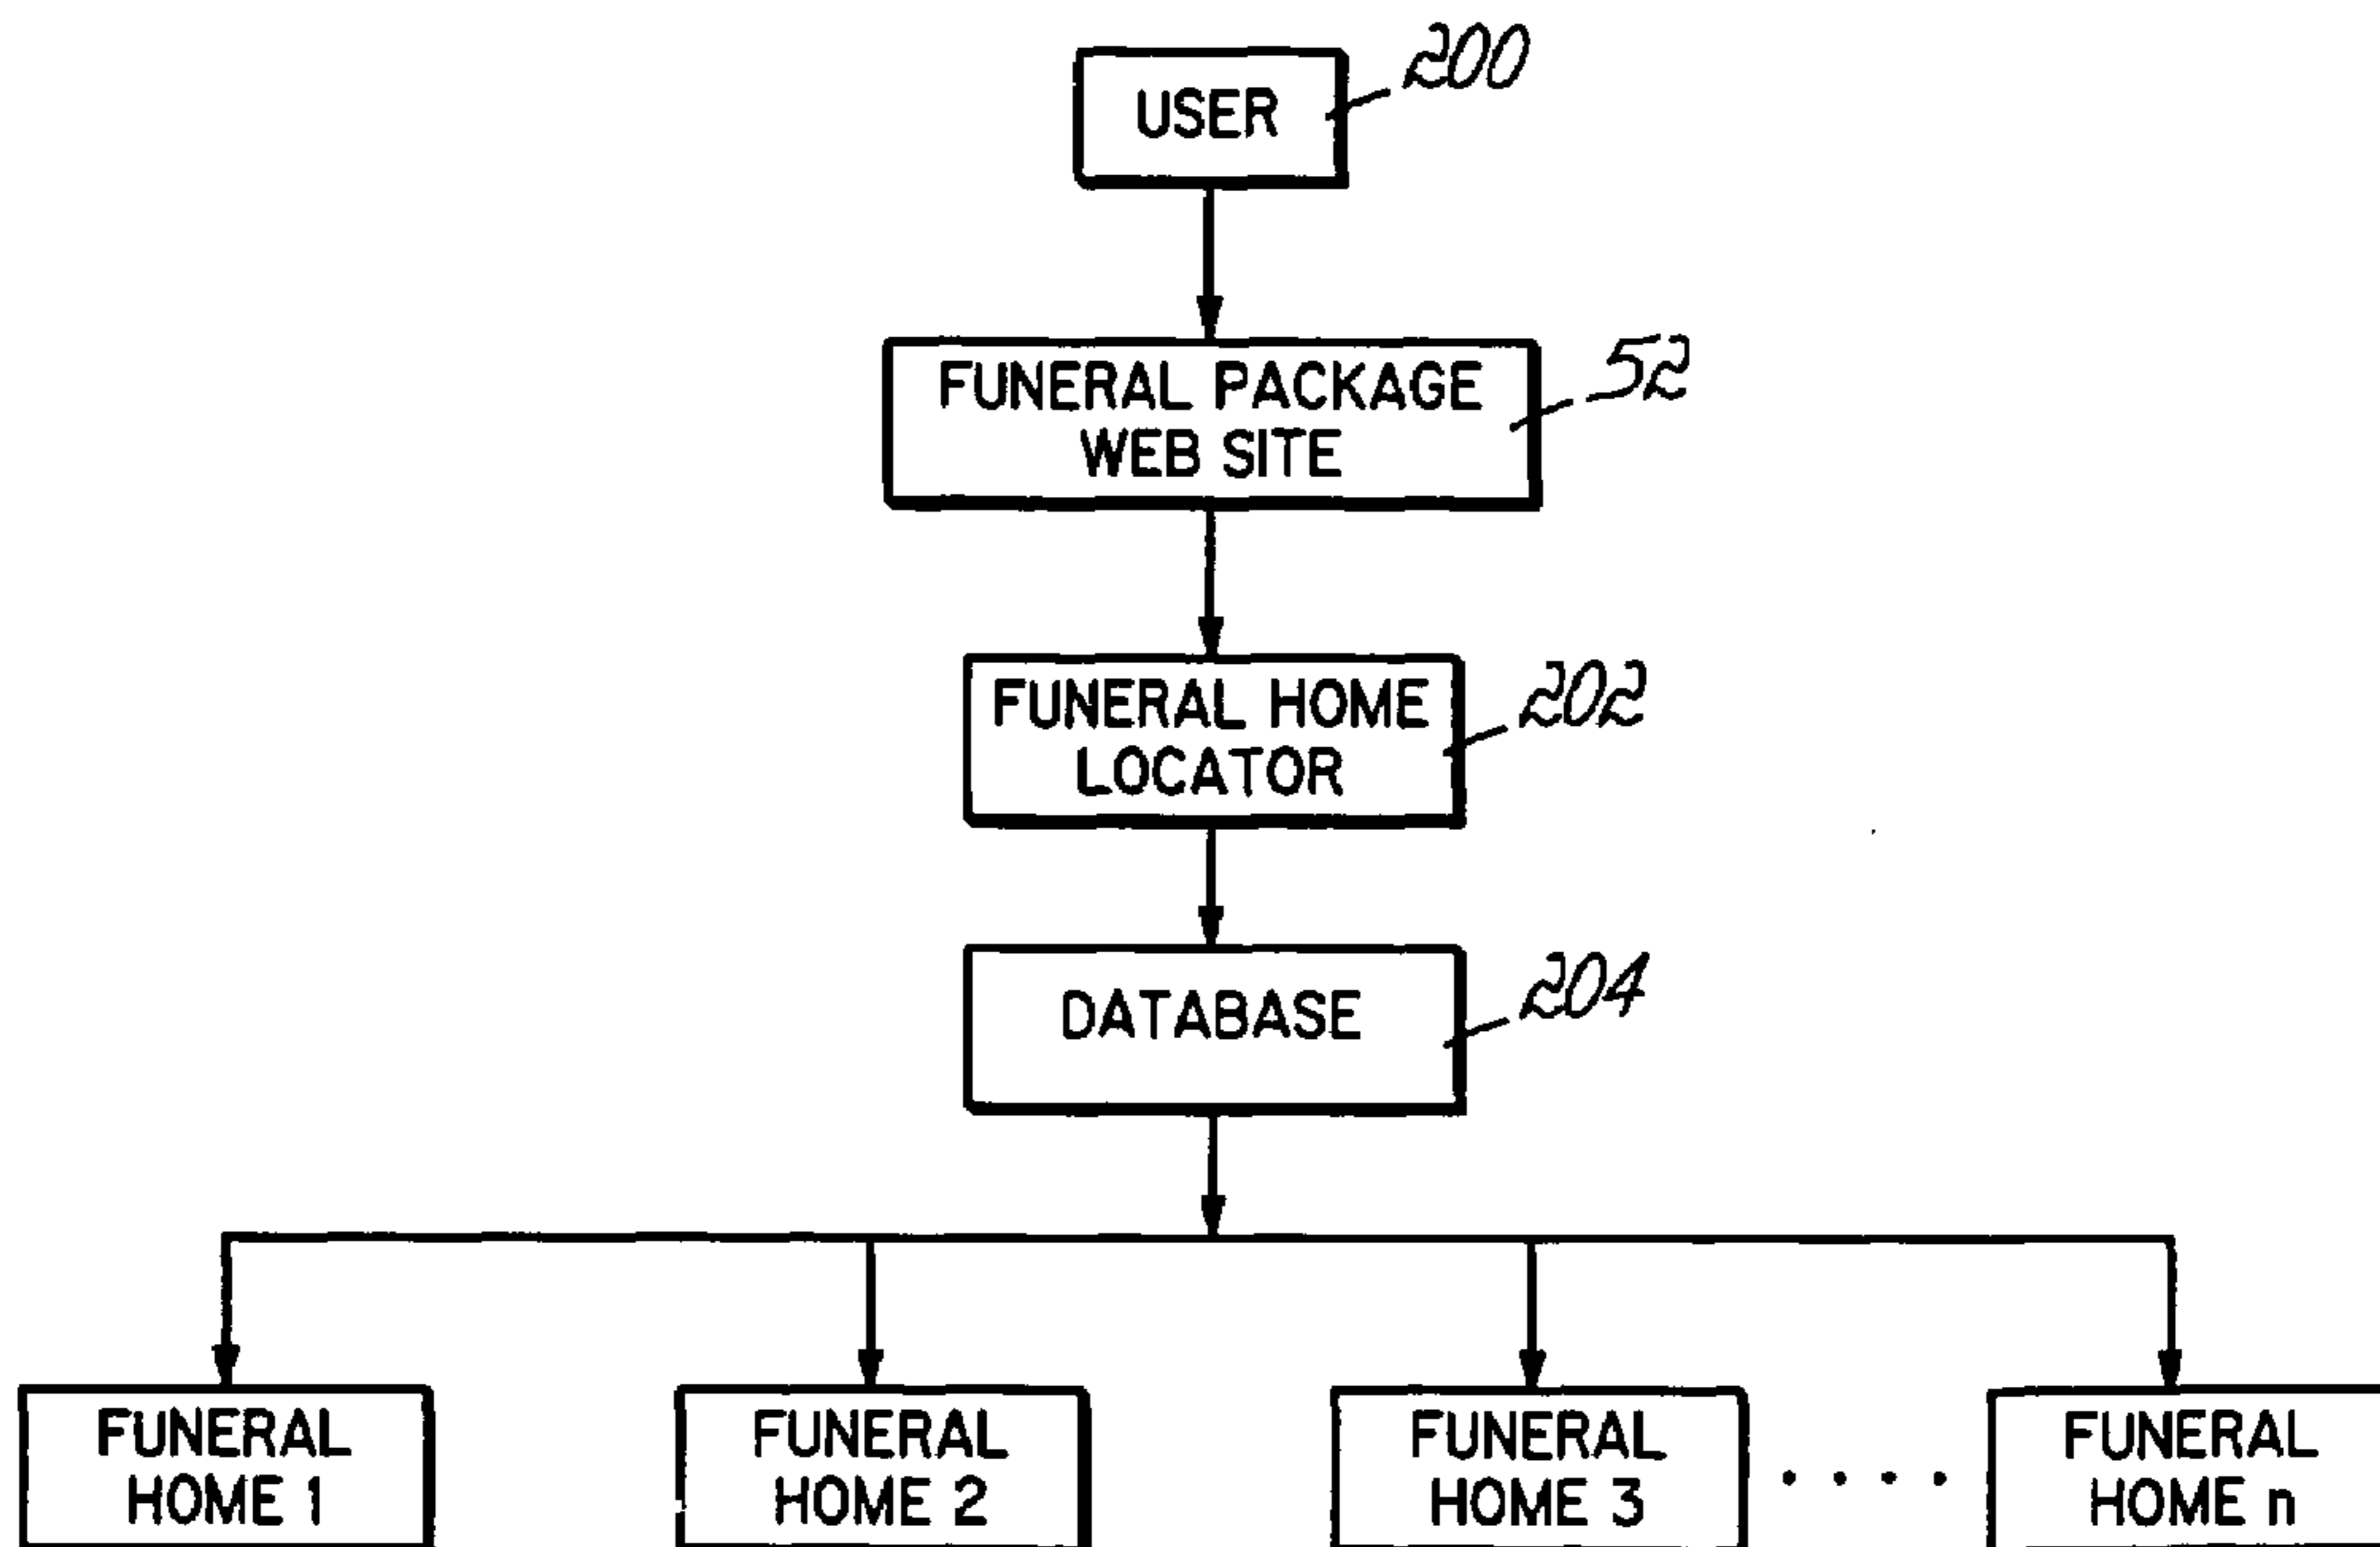 USER
200
FUNERAL PACKAGE
WEB SITE
52
FUNERAL HOME
LOCATOR
202
DATABASE
204
FUNERAL
HOME 1
FUNERAL
HOME 2
FUNERAL
HOME 3
. . . .
FUNERAL
HOME n